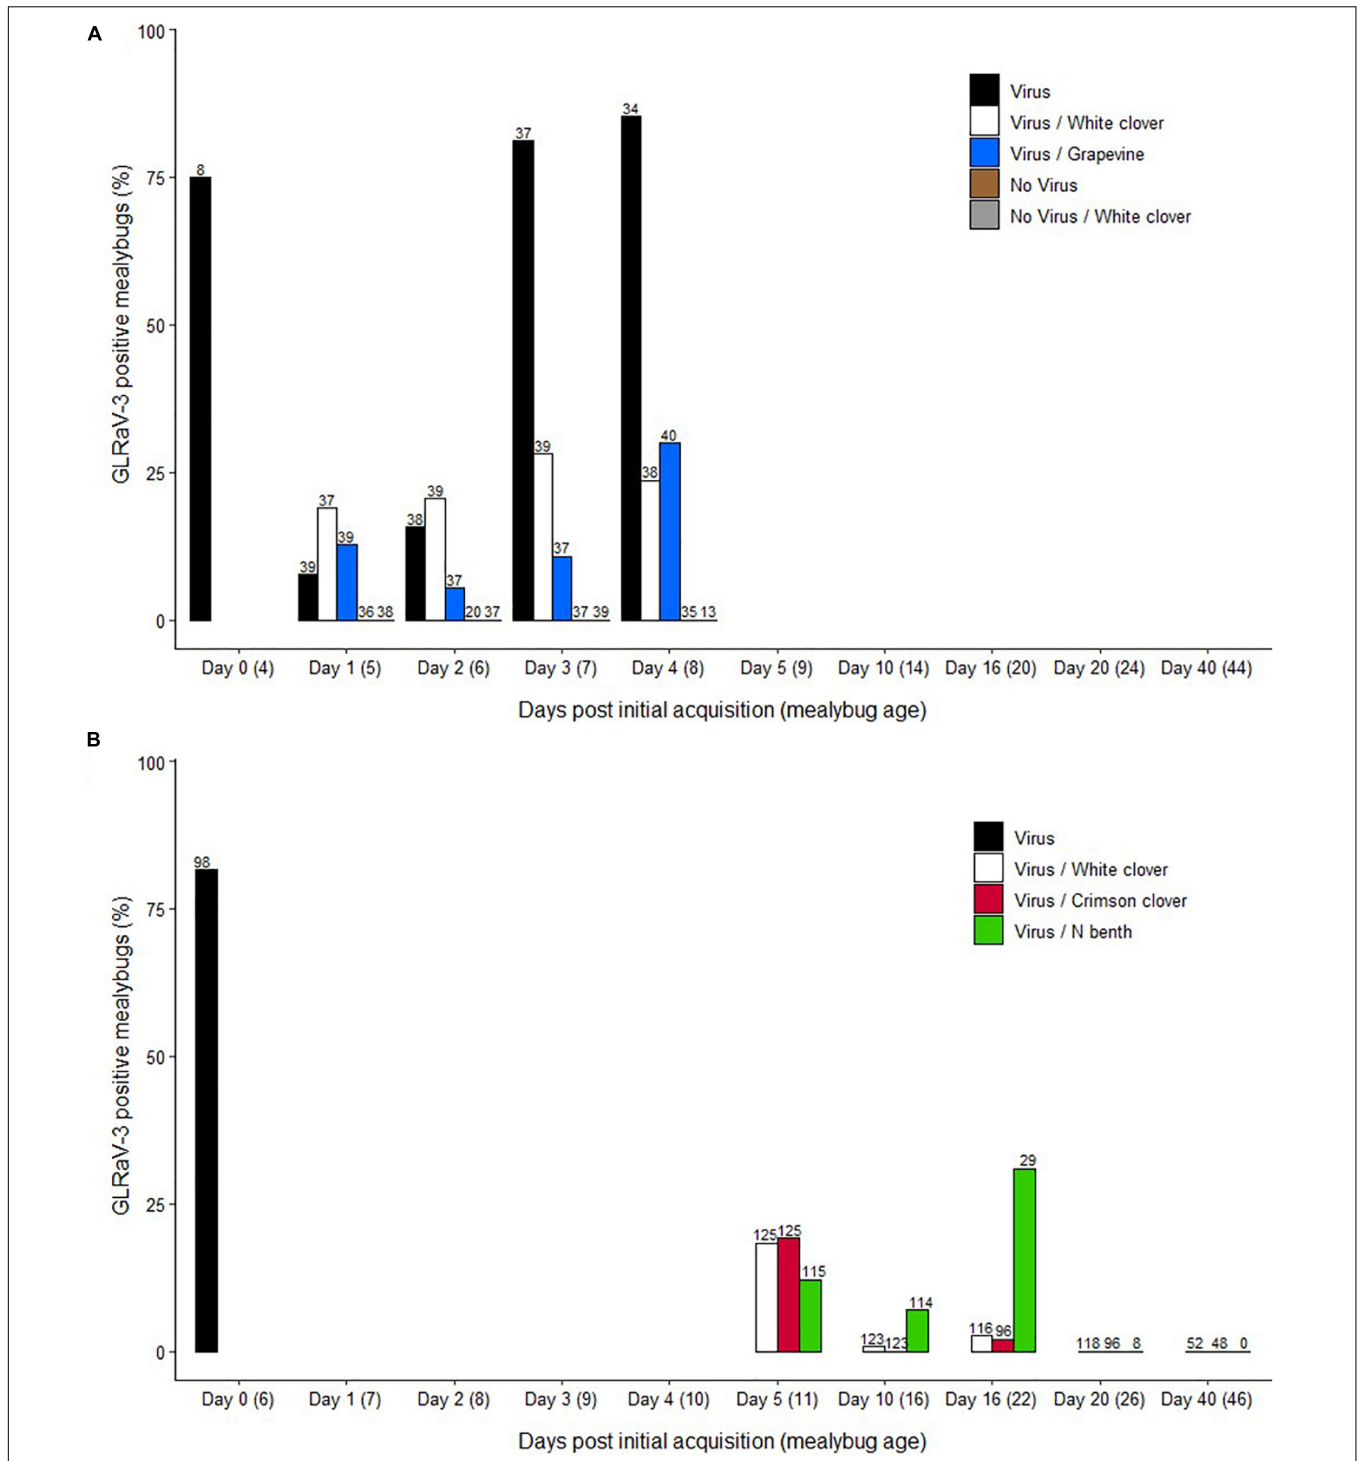 A
100
75
50
25
0
GLRaV-3 positive mealybugs (%)
Virus
Virus / White clover
Virus / Grapevine
No Virus
No Virus / White clover
8
39 37 39 36 38
38 39 37 20 37
37 39 37 37 39
34 38 40 35 13
Day 0 (4) Day 1 (5) Day 2 (6) Day 3 (7) Day 4 (8) Day 5 (9) Day 10 (14) Day 16 (20) Day 20 (24) Day 40 (44)
Days post initial acquisition (mealybug age)
B
100
75
50
25
0
GLRaV-3 positive mealybugs (%)
Virus
Virus / White clover
Virus / Crimson clover
Virus / N benth
98
125 125 115
123 123 114
116 96 29
118 96 8
52 48 0
Day 0 (6) Day 1 (7) Day 2 (8) Day 3 (9) Day 4 (10) Day 5 (11) Day 10 (16) Day 16 (22) Day 20 (26) Day 40 (46)
Days post initial acquisition (mealybug age)